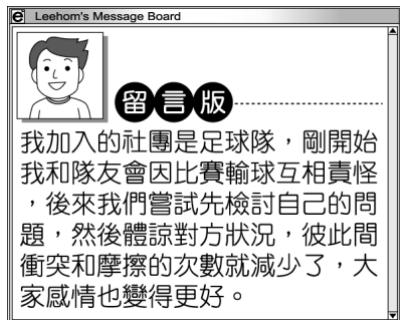 Leehom's Message Board
留言版
我加入的社團是足球隊，剛開始
我和隊友會因比賽輸球互相責怪
，後來我們嘗試先檢討自己的問
題，然後體諒對方狀況，彼此間
衝突和摩擦的次數就減少了，大
家感情也變得更好。